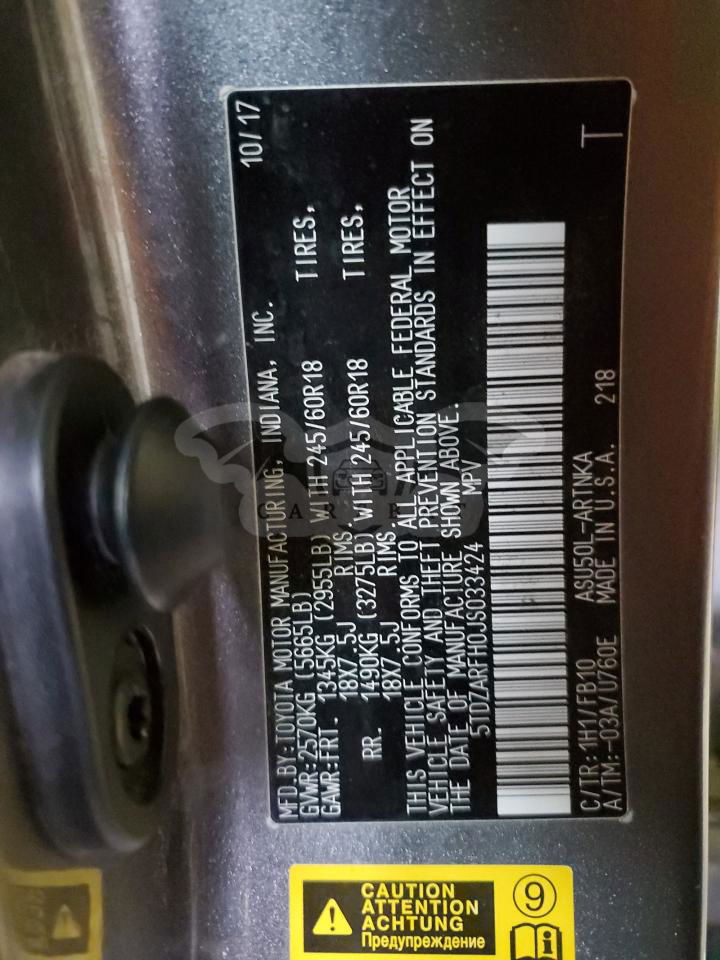 MFD.BY:TOYOTA MOTOR MANUFACTURING, INDIANA, INC. 10/17
GVWR:2570KG (5665LB)
GAWR:FRT. 1345KG (2955LB) WITH 245/60R18 TIRES,
18X7.5J RIMS.
RR. 1490KG (3275LB) WITH 245/60R18 TIRES,
18X7.5J RIMS.
THIS VEHICLE CONFORMS TO ALL APPLICABLE FEDERAL MOTOR
VEHICLE SAFETY AND THEFT PREVENTION STANDARDS IN EFFECT ON
THE DATE OF MANUFACTURE SHOWN ABOVE.
5TDZARFH0JS033424 MPV
C/TR:1H1/FB10 ASU50L-ARTNKA 218 T
A/TM:-03A/U760E MADE IN U.S.A.
CAUTION
ATTENTION
ACHTUNG
Предупреждение
9